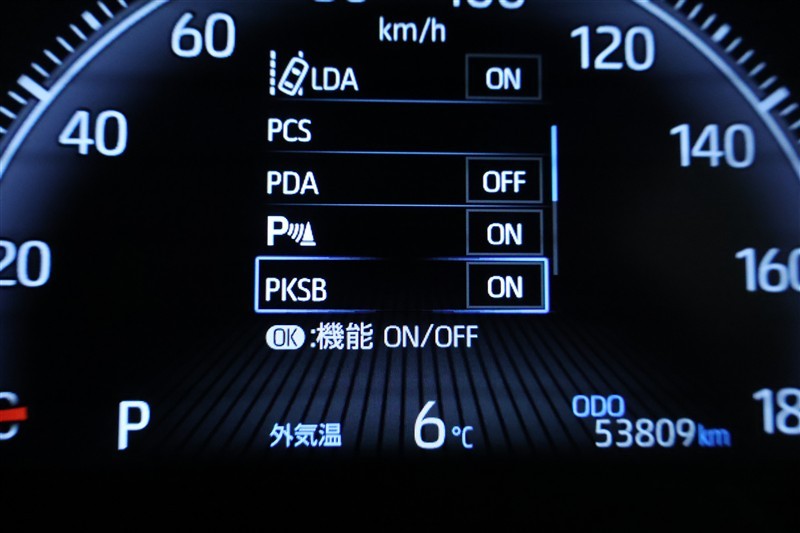 km/h
60
120
LDA ON
40
PCS
140
PDA OFF
P ON
20
160
PKSB ON
OK:機能 ON/OFF
P
外気温 6℃
ODO
53809km